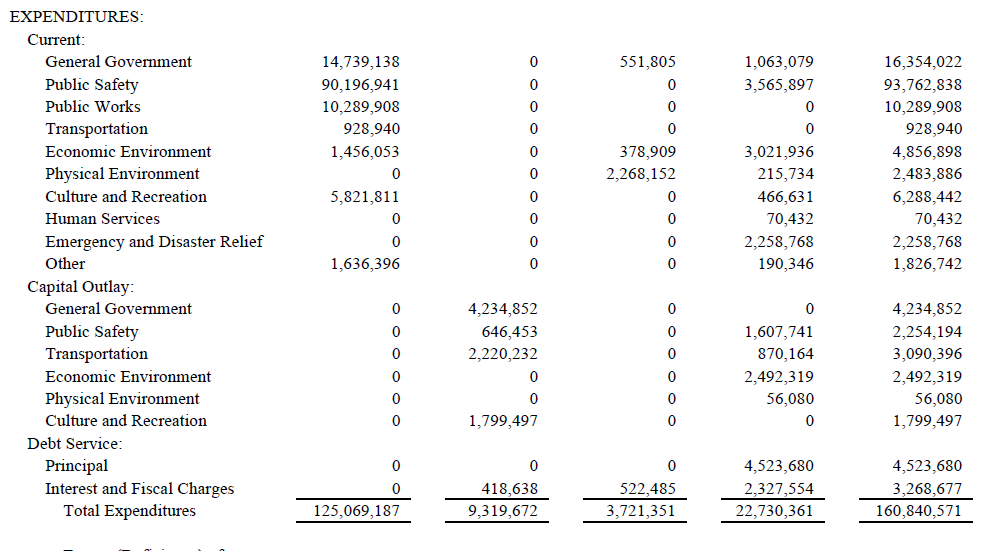 EXPENDITURES:
Current:
General Government 14,739,138 0 551,805 1,063,079 16,354,022
Public Safety 90,196,941 0 0 3,565,897 93,762,838
Public Works 10,289,908 0 0 0 10,289,908
Transportation 928,940 0 0 0 928,940
Economic Environment 1,456,053 0 378,909 3,021,936 4,856,898
Physical Environment 0 0 2,268,152 215,734 2,483,886
Culture and Recreation 5,821,811 0 0 466,631 6,288,442
Human Services 0 0 0 70,432 70,432
Emergency and Disaster Relief 0 0 0 2,258,768 2,258,768
Other 1,636,396 0 0 190,346 1,826,742
Capital Outlay:
General Government 0 4,234,852 0 0 4,234,852
Public Safety 0 646,453 0 1,607,741 2,254,194
Transportation 0 2,220,232 0 870,164 3,090,396
Economic Environment 0 0 0 2,492,319 2,492,319
Physical Environment 0 0 0 56,080 56,080
Culture and Recreation 0 1,799,497 0 0 1,799,497
Debt Service:
Principal 0 0 0 4,523,680 4,523,680
Interest and Fiscal Charges 0 418,638 522,485 2,327,554 3,268,677
Total Expenditures 125,069,187 9,319,672 3,721,351 22,730,361 160,840,571